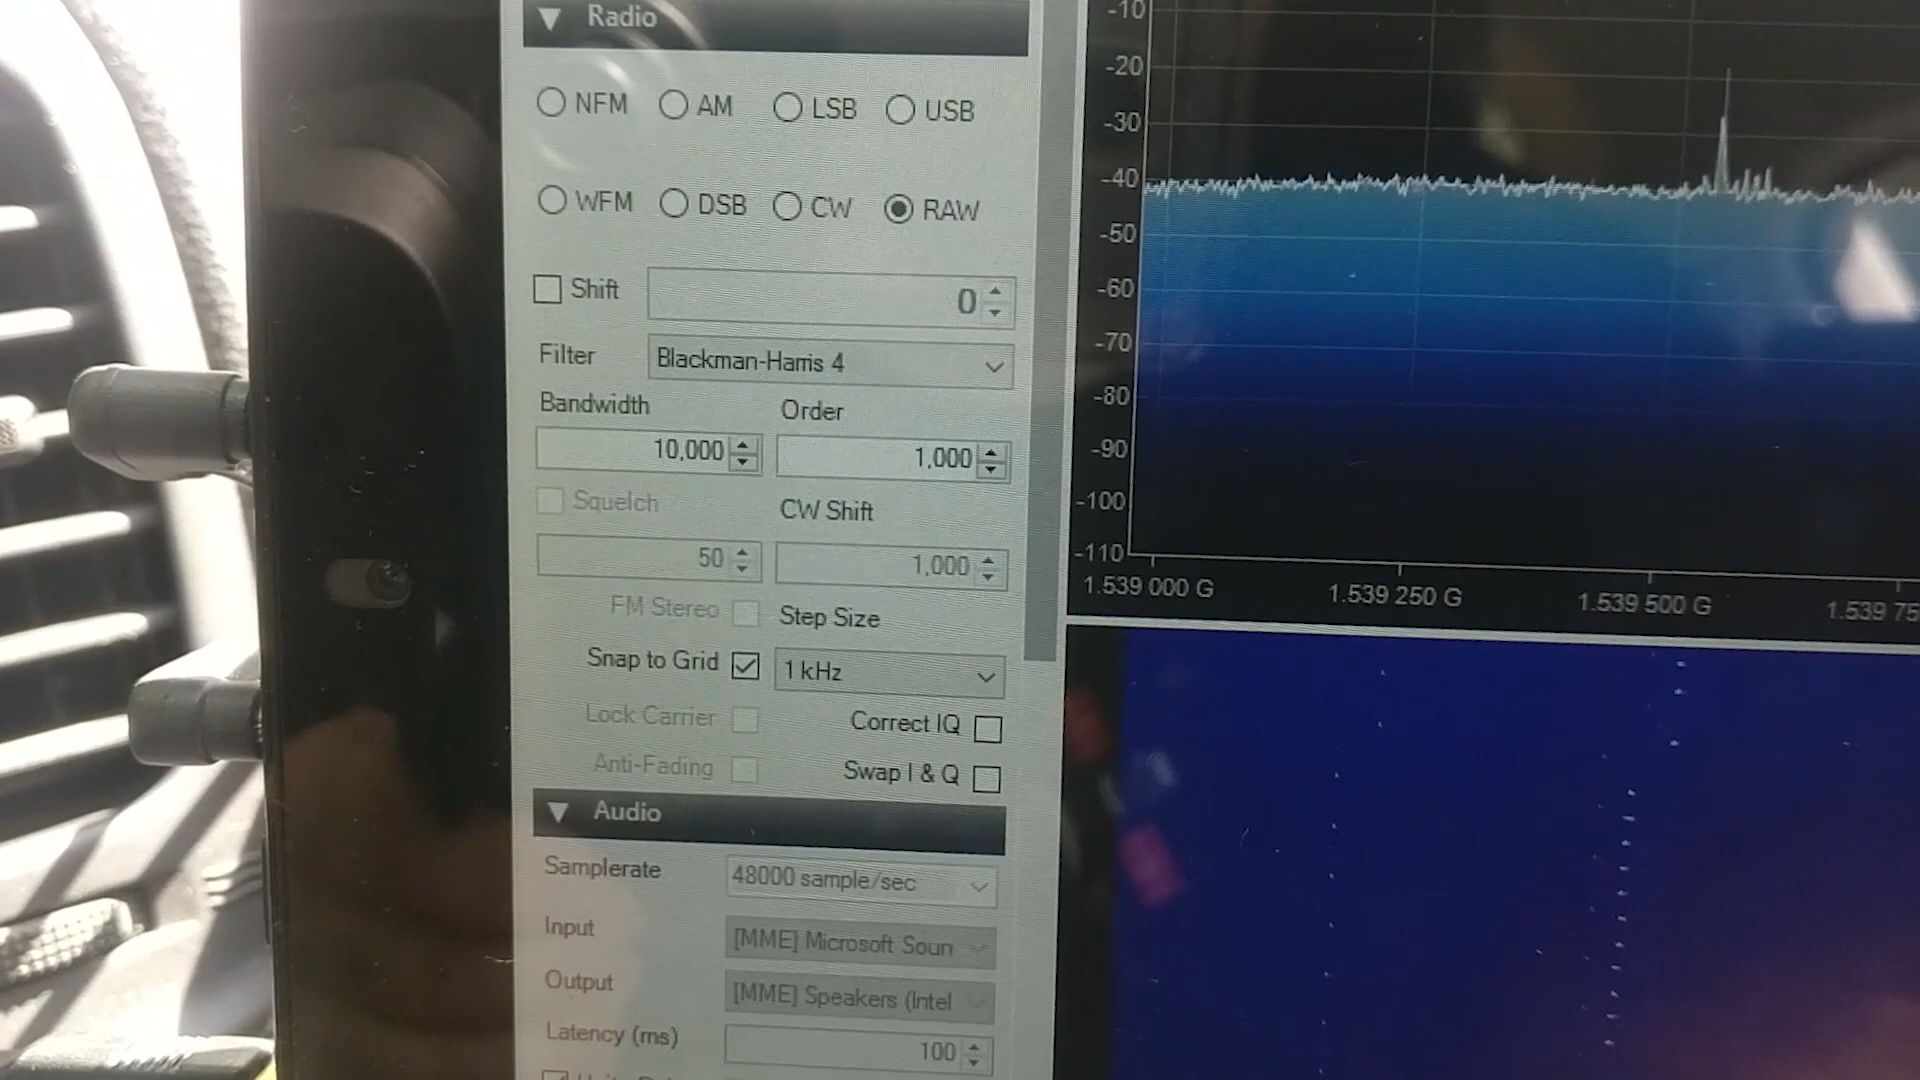 Radio
NFM AM LSB USB
WFM DSB CW RAW
Shift 0
Filter Blackman-Harris 4
Bandwidth Order
10,000 1,000
Squelch CW Shift
50 1,000
FM Stereo Step Size
Snap to Grid 1 kHz
Lock Carrier Correct IQ
Anti-Fading Swap I & Q
Audio
Samplerate 48000 sample/sec
Input [MME] Microsoft Soun
Output [MME] Speakers (Intel
Latency (ms) 100
-10
-20
-30
-40
-50
-60
-70
-80
-90
-100
-110
1.539 000 G 1.539 250 G 1.539 500 G 1.539 75